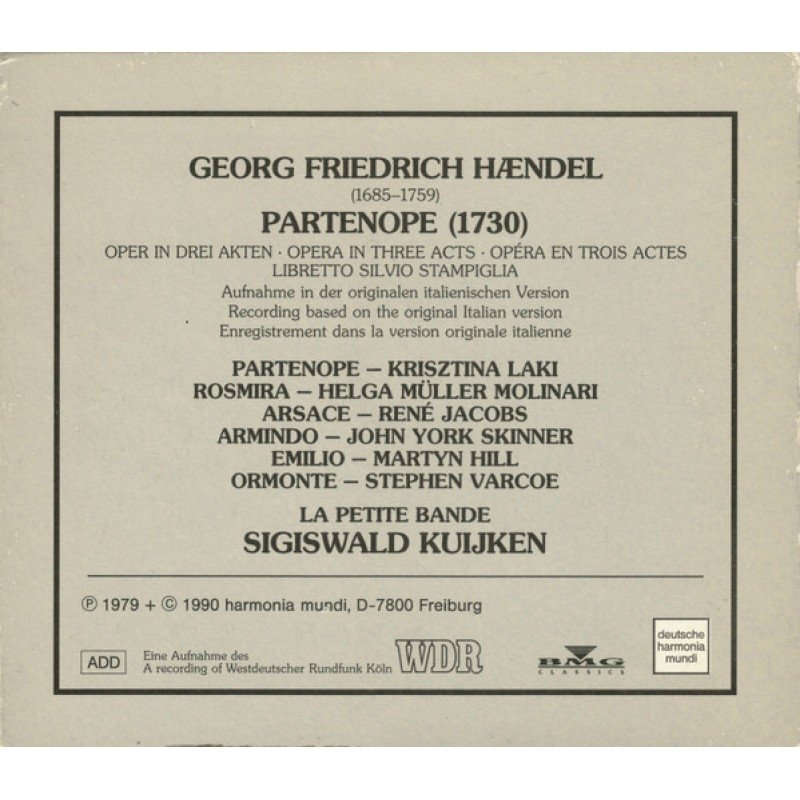 GEORG FRIEDRICH HÆNDEL
(1685–1759)
PARTENOPE (1730)
OPER IN DREI AKTEN · OPERA IN THREE ACTS · OPÉRA EN TROIS ACTES
LIBRETTO SILVIO STAMPIGLIA
Aufnahme in der originalen italienischen Version
Recording based on the original Italian version
Enregistrement dans la version originale italienne
PARTENOPE – KRISZTINA LAKI
ROSMIRA – HELGA MÜLLER MOLINARI
ARSACE – RENÉ JACOBS
ARMINDO – JOHN YORK SKINNER
EMILIO – MARTYN HILL
ORMONTE – STEPHEN VARCOE
LA PETITE BANDE
SIGISWALD KUIJKEN
℗ 1979 + © 1990 harmonia mundi, D-7800 Freiburg
ADD
Eine Aufnahme des
A recording of Westdeutscher Rundfunk Köln
WDR
BMG
CLASSICS
deutsche
harmonia
mundi